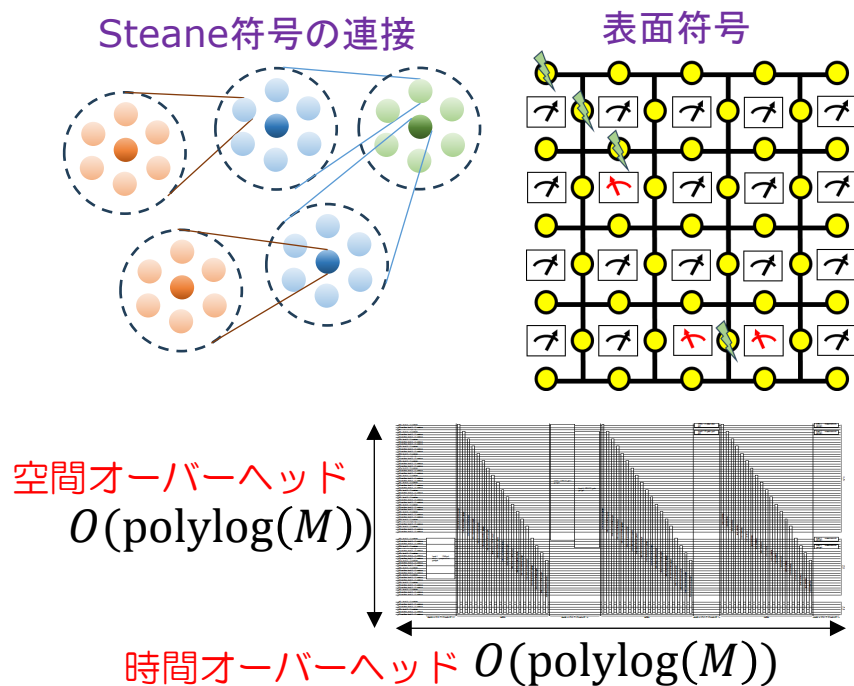 Steane符号の連接
表面符号
空間オーバーヘッド
O(polylog(M))
時間オーバーヘッド O(polylog(M))